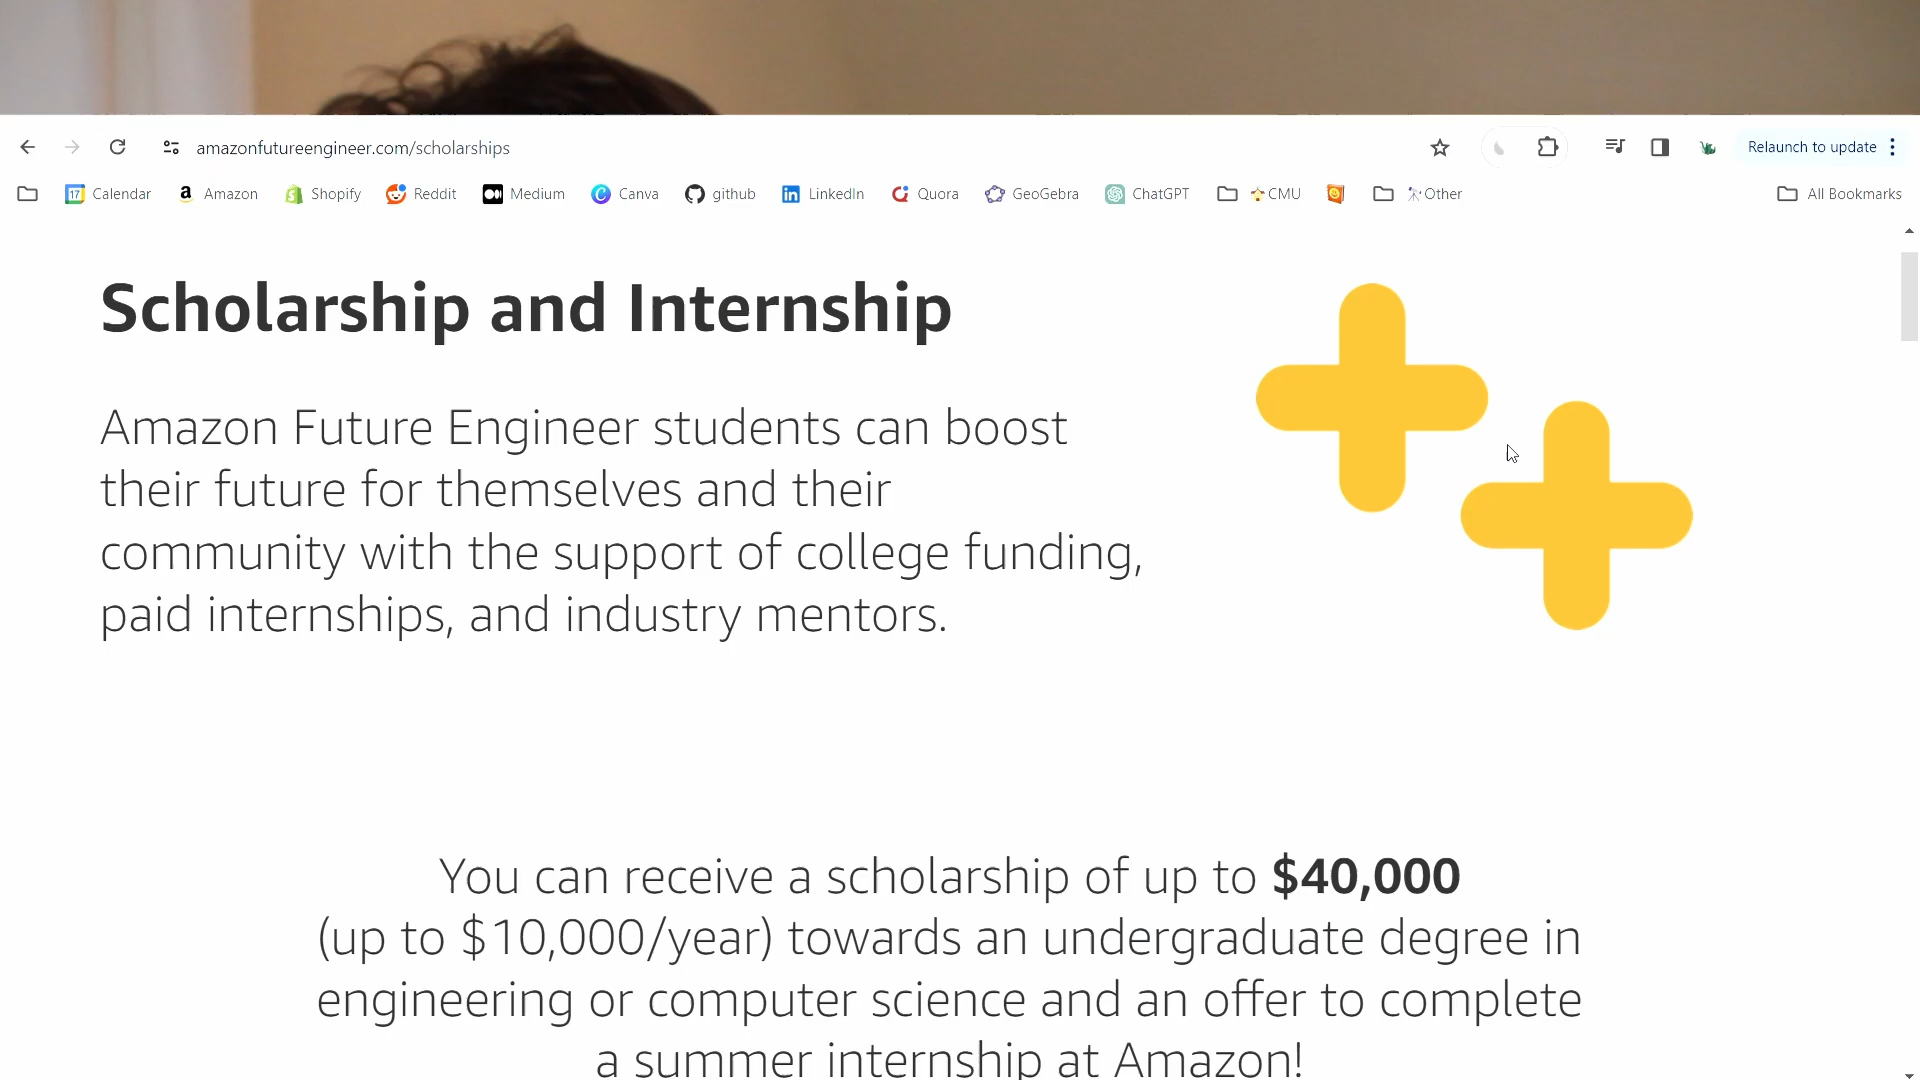 amazonfutureengineer.com/scholarships
Relaunch to update
17 Calendar
a Amazon
Shopify
Reddit
Medium
C Canva
github
in LinkedIn
Quora
GeoGebra
ChatGPT
CMU
Other
All Bookmarks
Scholarship and Internship
Amazon Future Engineer students can boost
their future for themselves and their
community with the support of college funding,
paid internships, and industry mentors.
You can receive a scholarship of up to $40,000
(up to $10,000/year) towards an undergraduate degree in
engineering or computer science and an offer to complete
a summer internship at Amazon!